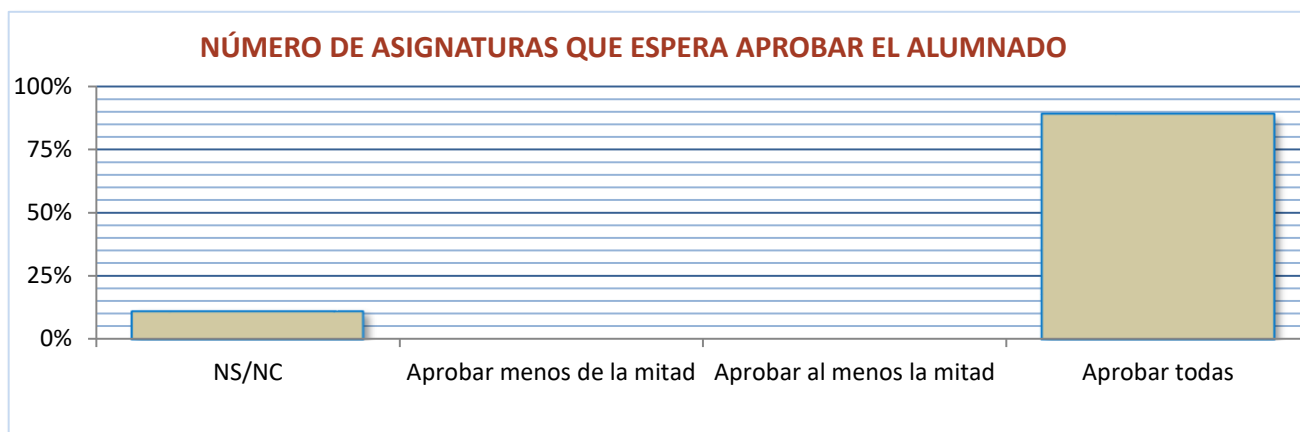 NÚMERO DE ASIGNATURAS QUE ESPERA APROBAR EL ALUMNADO
100%
75%
50%
25%
0%
NS/NC Aprobar menos de la mitad Aprobar al menos la mitad Aprobar todas